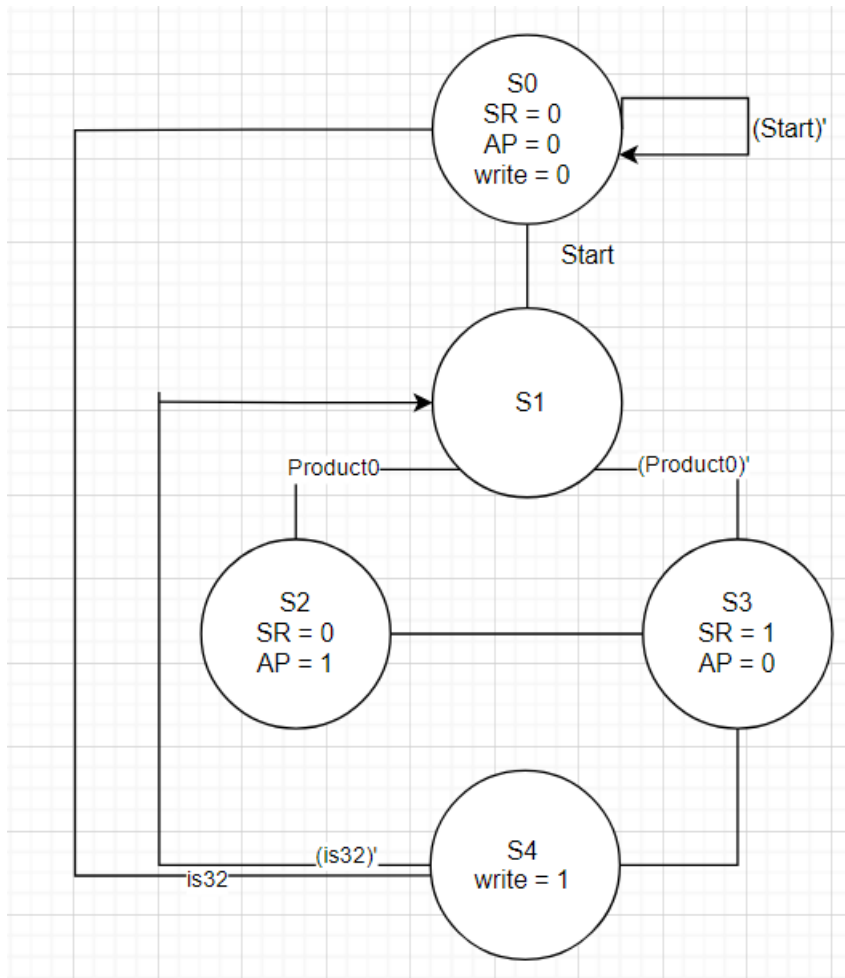 S0
SR = 0
AP = 0
write = 0
(Start)'
Start
S1
Product0
(Product0)'
S2
SR = 0
AP = 1
S3
SR = 1
AP = 0
(is32)'
is32
S4
write = 1